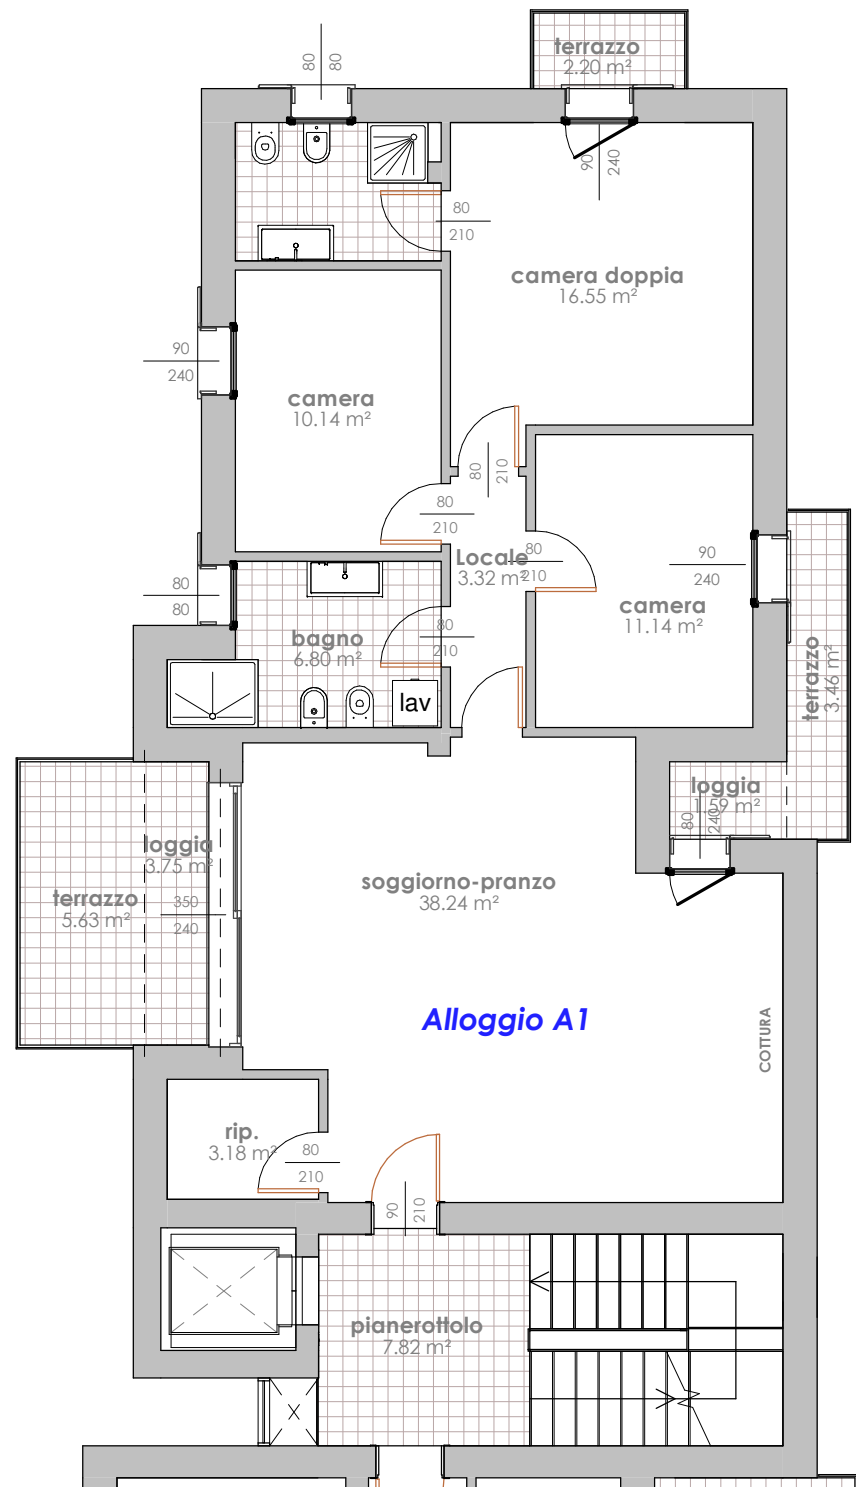 80
80
terrazzo
2.20 m²
90
240
80
210
camera doppia
16.55 m²
90
240
camera
10.14 m²
80
210
80
210
Locale
3.32 m²
80
210
90
240
camera
11.14 m²
80
80
bagno
6.80 m²
80
210
lav
terrazzo
3.46 m²
loggia
1.59 m²
80
240
loggia
3.75 m²
terrazzo
5.63 m²
350
240
soggiorno-pranzo
38.24 m²
Alloggio A1
COTTURA
rip.
3.18 m²
80
210
90
210
pianerottolo
7.82 m²